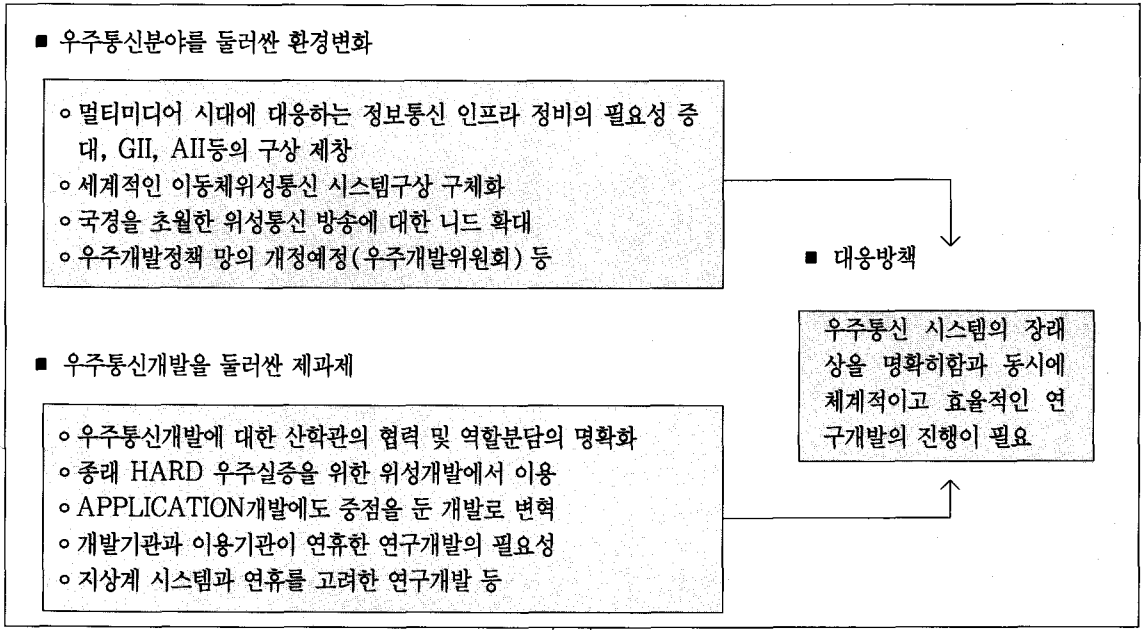 ■ 우주통신분야를 둘러싼 환경변화
○ 멀티미디어 시대에 대응하는 정보통신 인프라 정비의 필요성 증
대, GII, AII등의 구상 제창
○ 세계적인 이동체위성통신 시스템구상 구체화
○ 국경을 초월한 위성통신 방송에 대한 니드 확대
○ 우주개발정책 망의 개정예정(우주개발위원회) 등
■ 우주통신개발을 둘러싼 제과제
○ 우주통신개발에 대한 산학관의 협력 및 역할분담의 명확화
○ 종래 HARD 우주실증을 위한 위성개발에서 이용
○ APPLICATION개발에도 중점을 둔 개발로 변혁
○ 개발기관과 이용기관이 연휴한 연구개발의 필요성
○ 지상계 시스템과 연휴를 고려한 연구개발 등
■ 대응방책
우주통신 시스템의 장래
상을 명확히함과 동시에
체계적이고 효율적인 연
구개발의 진행이 필요